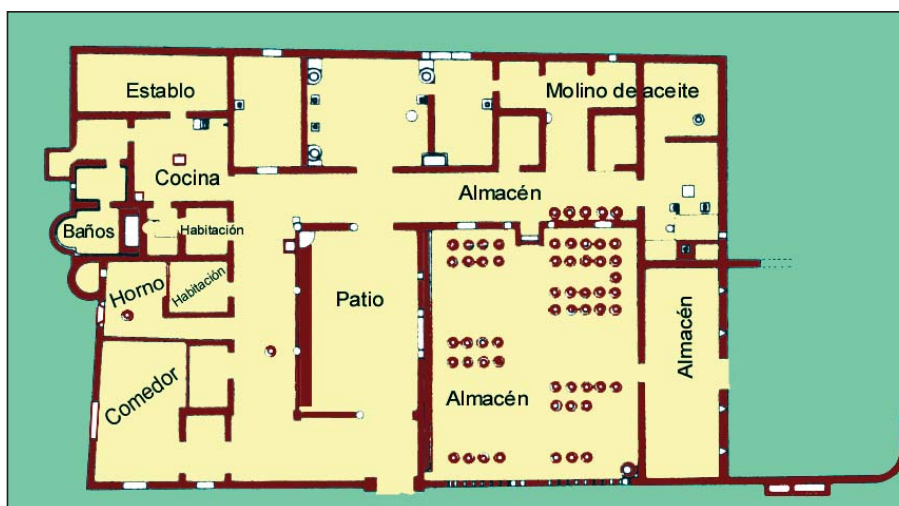 Establo
Molino de aceite
Cocina
Almacén
Baños
Habitación
Habitación
Horno
Patio
Almacén
Comedor
Almacén